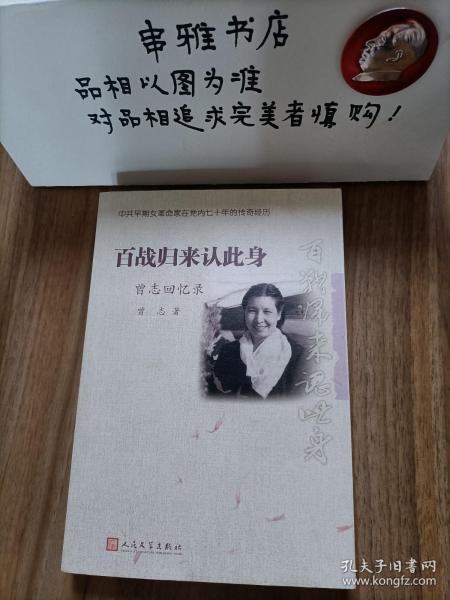 串雅书店
品相以图为准
对品相追求完美者慎购！
中共早期女革命家在党内七十年的传奇经历
百战归来认此身
曾志回忆录
曾 志 著
百战归来认此身
人民文学出版社
孔夫子旧书网
www.kongfz.com